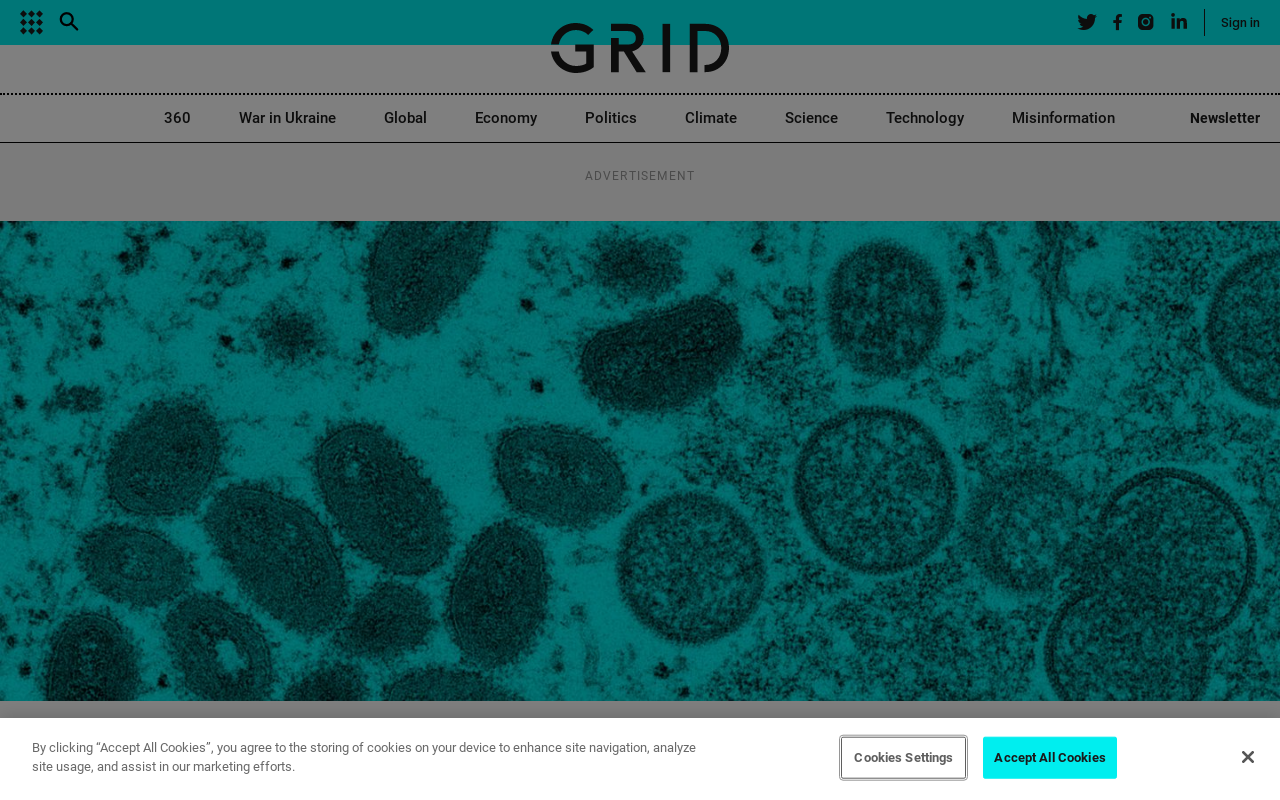 GRID
Sign in
360
War in Ukraine
Global
Economy
Politics
Climate
Science
Technology
Misinformation
Newsletter
ADVERTISEMENT
By clicking “Accept All Cookies”, you agree to the storing of cookies on your device to enhance site navigation, analyze
site usage, and assist in our marketing efforts.
Cookies Settings
Accept All Cookies